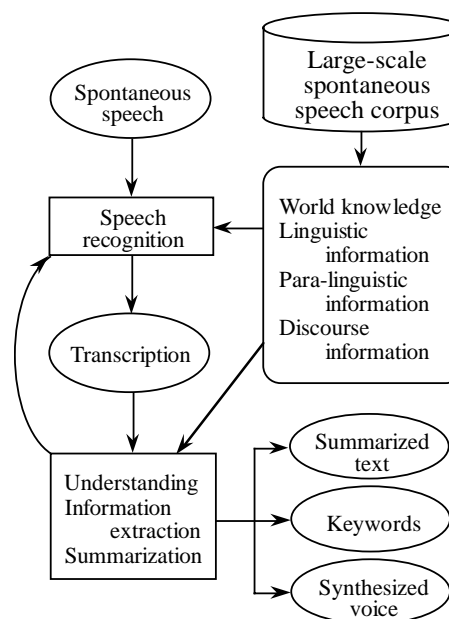 Spontaneous
speech
Large-scale
spontaneous
speech corpus
Speech
recognition
World knowledge
Linguistic
information
Para-linguistic
information
Discourse
information
Transcription
Understanding
Information
extraction
Summarization
Summarized
text
Keywords
Synthesized
voice